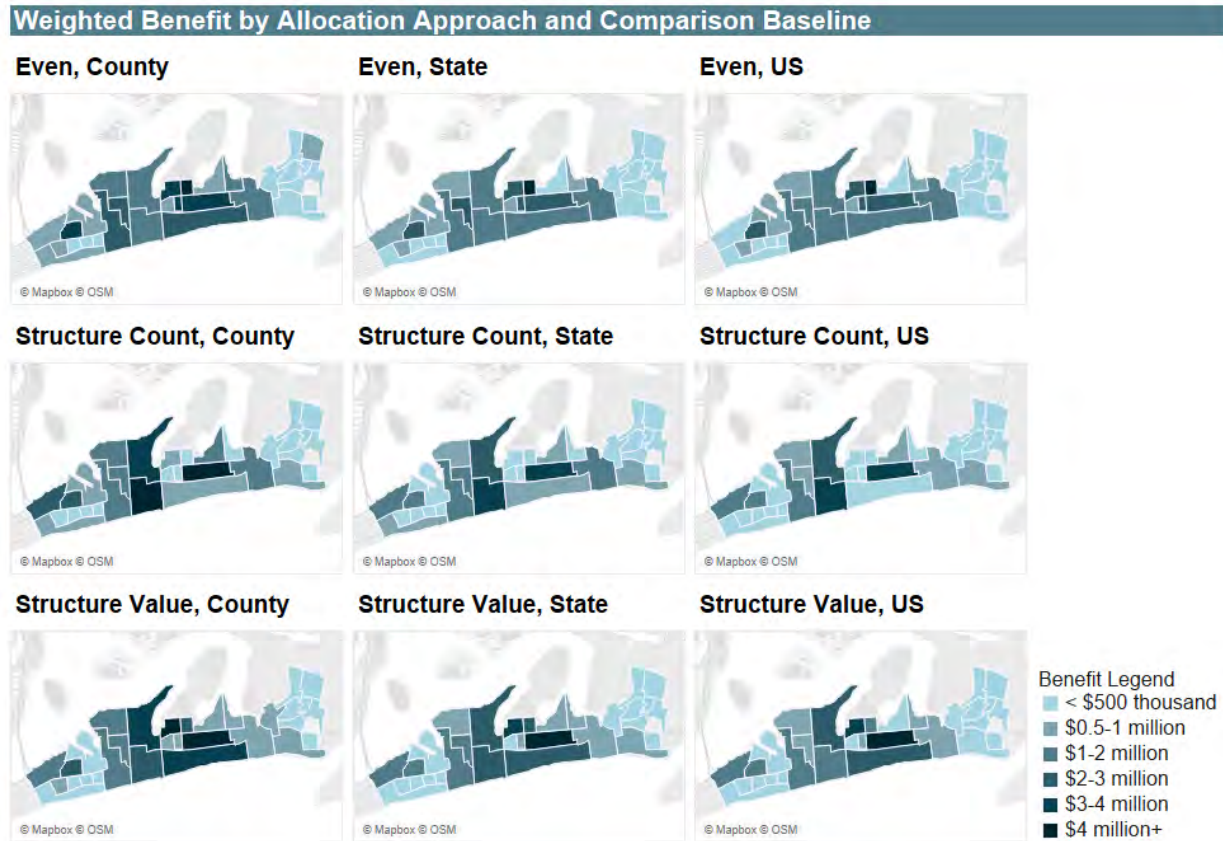 Weighted Benefit by Allocation Approach and Comparison Baseline
Even, County
Even, State
Even, US
© Mapbox © OSM
© Mapbox © OSM
© Mapbox © OSM
Structure Count, County
Structure Count, State
Structure Count, US
© Mapbox © OSM
© Mapbox © OSM
© Mapbox © OSM
Structure Value, County
Structure Value, State
Structure Value, US
© Mapbox © OSM
© Mapbox © OSM
© Mapbox © OSM
Benefit Legend
< $500 thousand
$0.5-1 million
$1-2 million
$2-3 million
$3-4 million
$4 million+